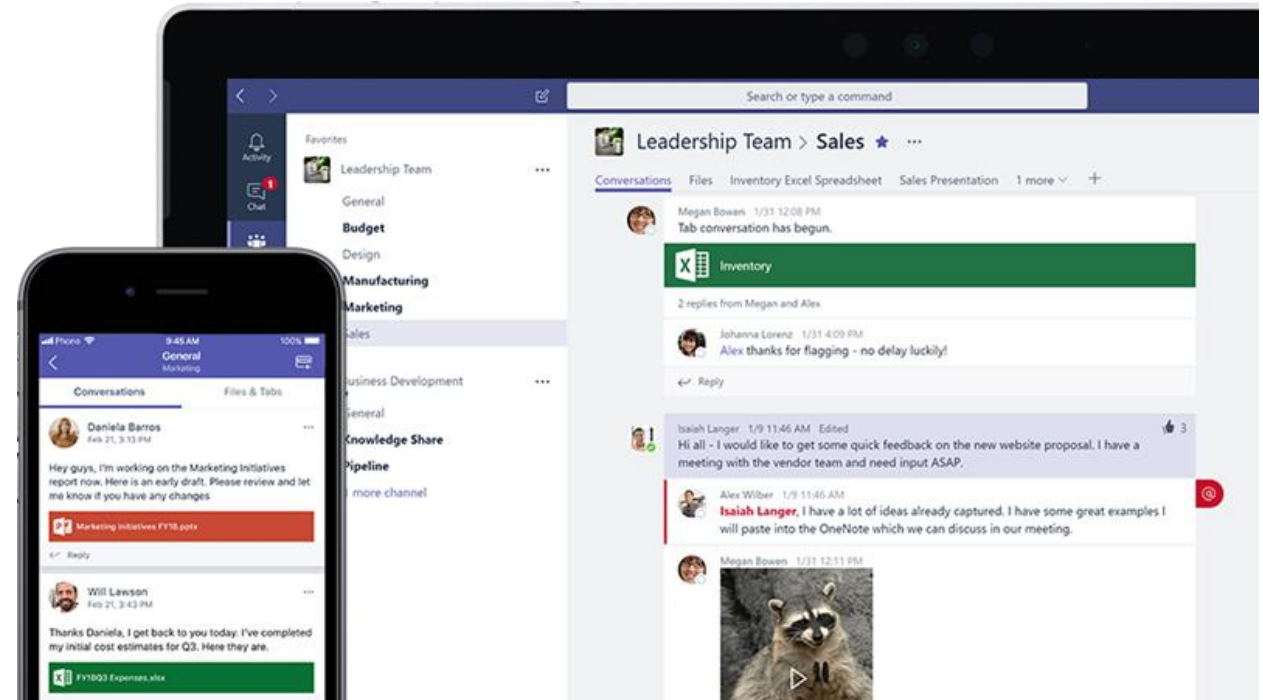 Search or type a command
Activity
Chat
Favorites
Leadership Team
General
Budget
Design
Manufacturing
Marketing
Sales
Business Development
General
Knowledge Share
Pipeline
1 more channel
Leadership Team > Sales
Conversations Files Inventory Excel Spreadsheet Sales Presentation 1 more
Megan Bowen 1/31 12:08 PM
Tab conversation has begun.
Inventory
2 replies from Megan and Alex
Johanna Lorenz 1/31 4:09 PM
Alex thanks for flagging - no delay luckily!
Reply
Isaiah Langer 1/9 11:46 AM Edited
3
Hi all - I would like to get some quick feedback on the new website proposal. I have a
meeting with the vendor team and need input ASAP.
Alex Wilber 1/9 11:46 AM
Isaiah Langer, I have a lot of ideas already captured. I have some great examples I
will paste into the OneNote which we can discuss in our meeting.
Megan Bowen 1/31 12:11 PM
Phone 9:45 AM 100%
General
Marketing
Conversations Files & Tabs
Daniela Barros
Feb 21, 3:13 PM
Hey guys, I'm working on the Marketing Initiatives
report now. Here is an early draft. Please review and let
me know if you have any changes
Marketing Initiatives FY18.pptx
Reply
Will Lawson
Feb 21, 3:43 PM
Thanks Daniela, I get back to you today. I've completed
my initial cost estimates for Q3. Here they are.
FY18Q3 Expenses.xlsx